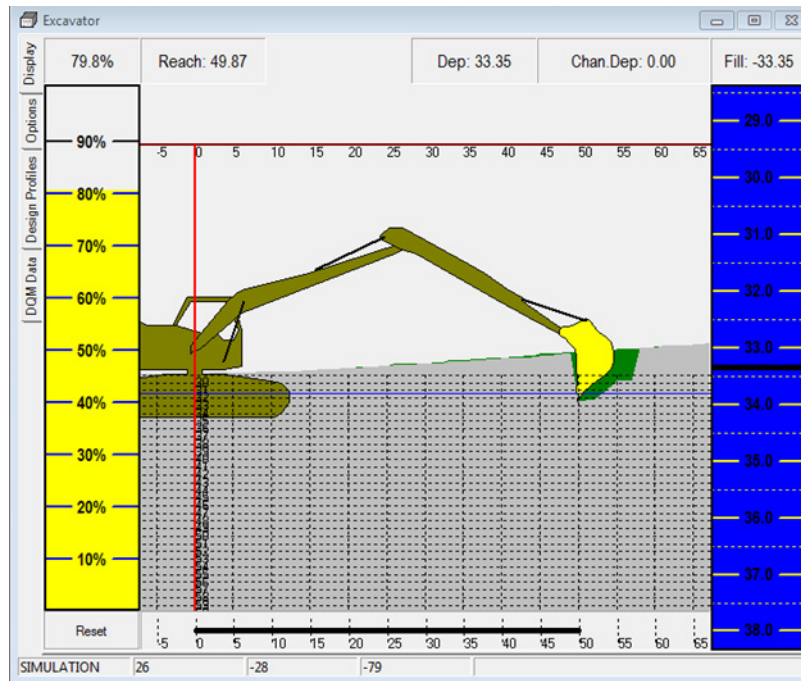 Excavator
Display
Options
Design Profiles
DQM Data
79.8%
Reach: 49.87
Dep: 33.35
Chan.Dep: 0.00
Fill: -33.35
90%
80%
70%
60%
50%
40%
30%
20%
10%
-5 0 5 10 15 20 25 30 35 40 45 50 55 60 65
29.0
30.0
31.0
32.0
33.0
34.0
35.0
36.0
37.0
38.0
Reset
-5 0 5 10 15 20 25 30 35 40 45 50 55 60 65
SIMULATION 26 -28 -79